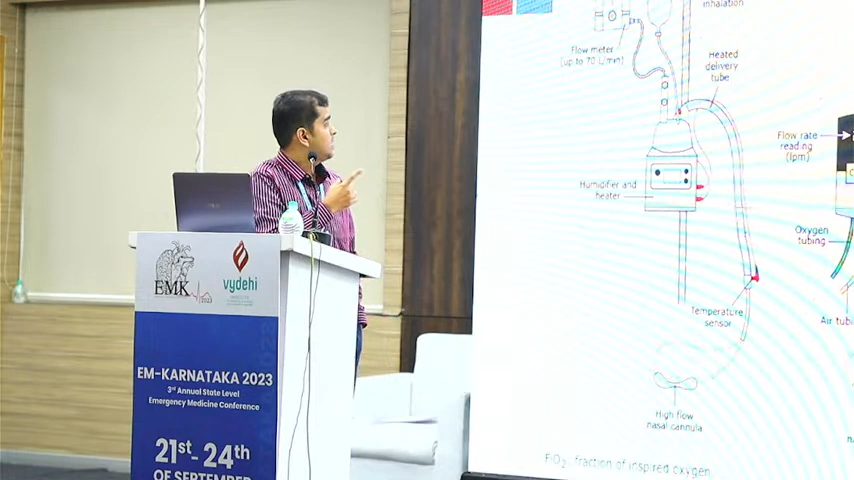 EMK
2023
vydehi
EM-KARNATAKA 2023
3rd Annual State Level
Emergency Medicine Conference
21st - 24th
OF SEPTEMBER
inhalation
Flow meter
(up to 70 L/min)
Heated
delivery
tube
Flow rate
reading
(lpm)
Humidifier and
heater
Oxygen
tubing
Temperature
sensor
High flow
nasal cannula
FiO2, fraction of inspired oxygen